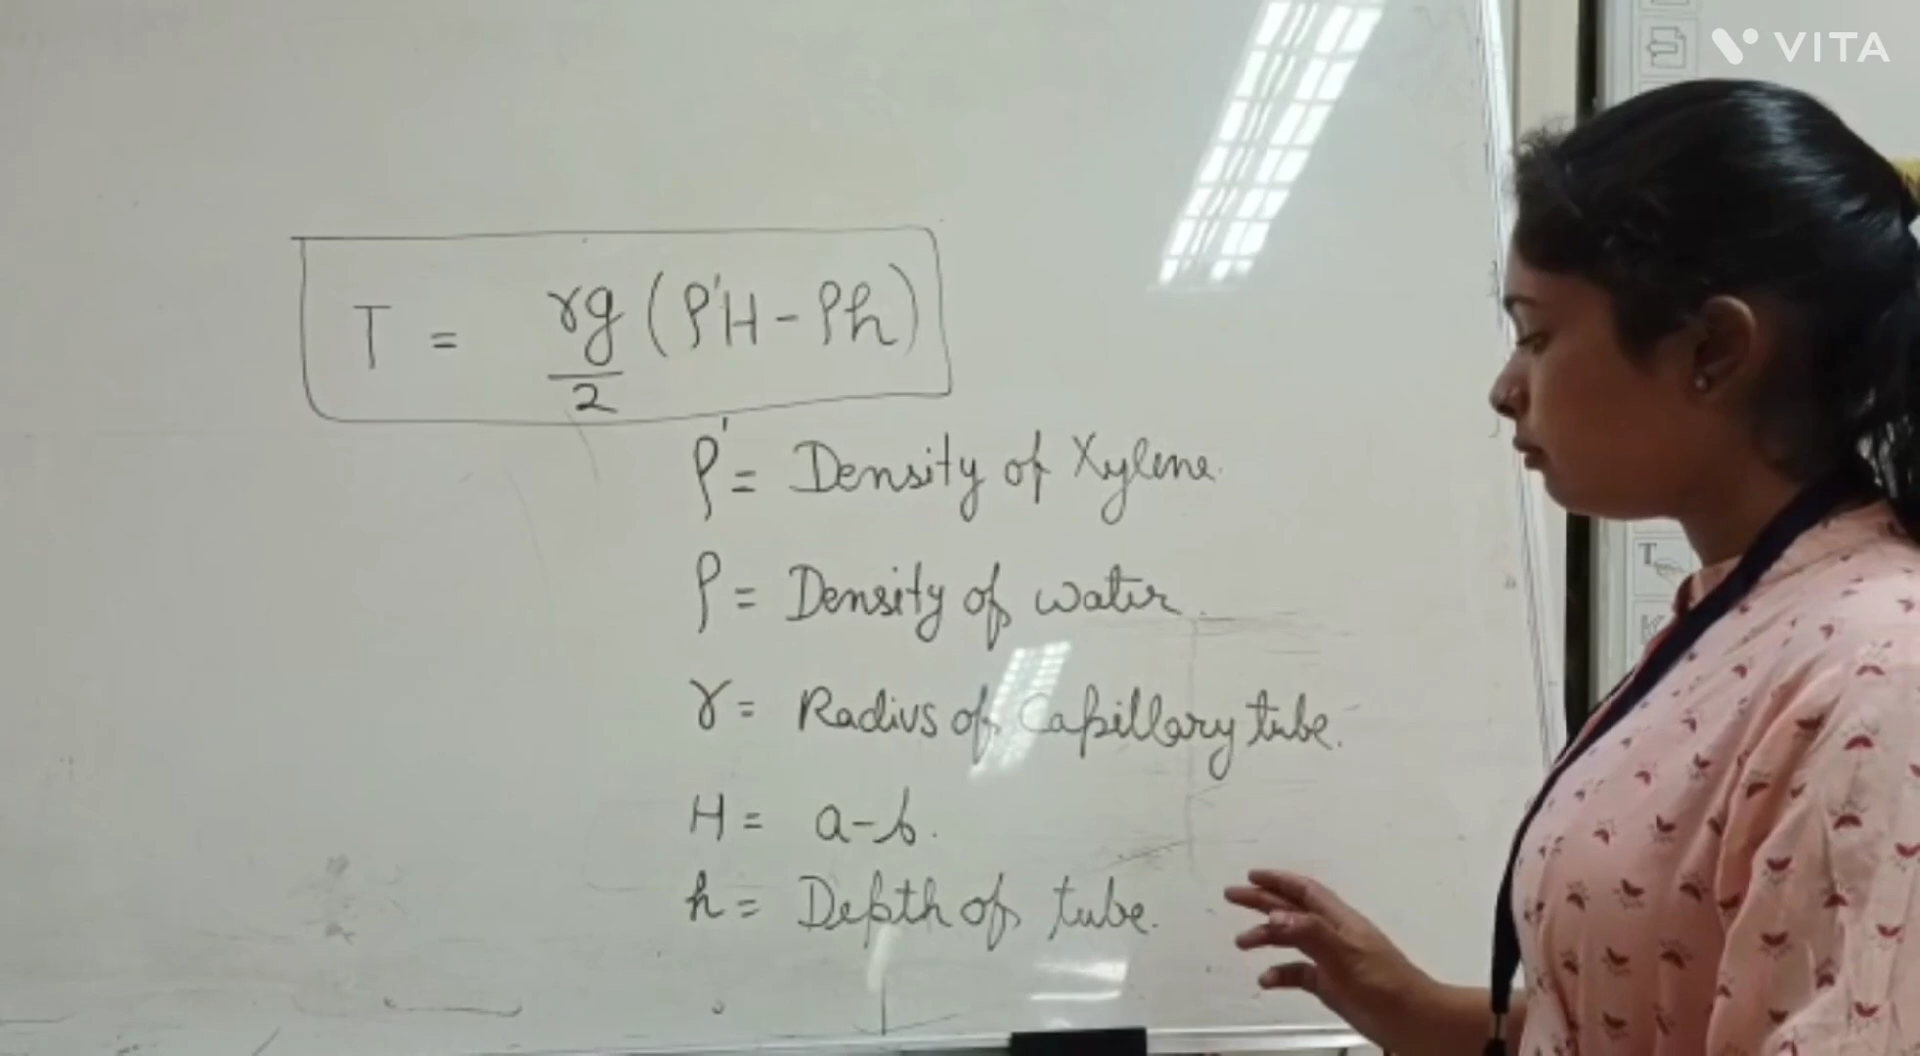 VITA
T = rg/2 (ρ'H - ρh)
ρ' = Density of Xylene.
ρ = Density of water.
r = Radius of Capillary tube.
H = a-b.
h = Depth of tube.
T
K